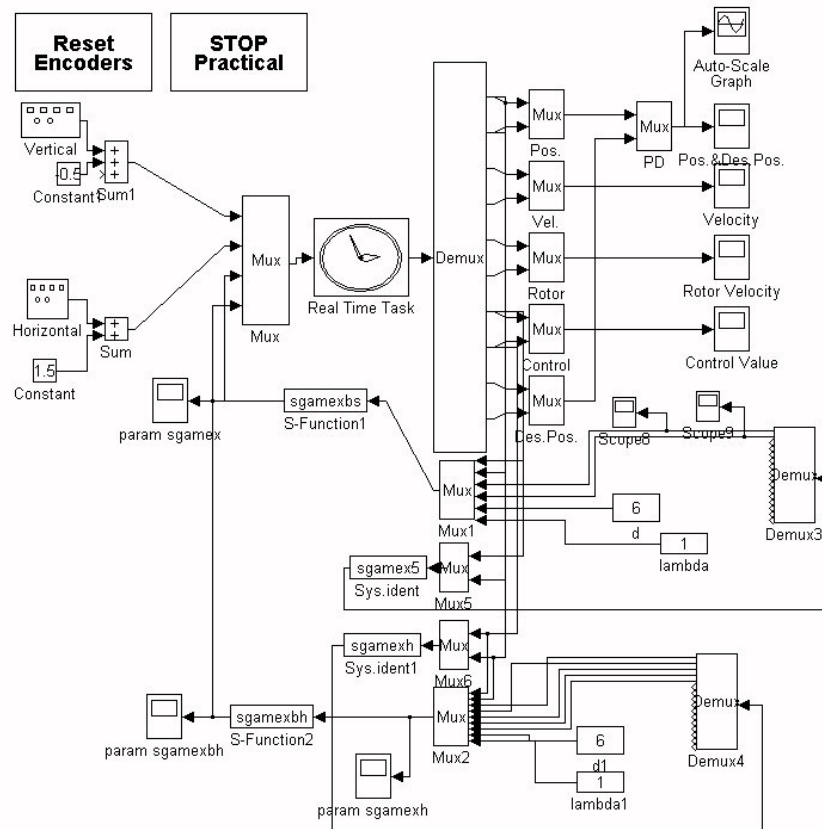 Reset
Encoders
STOP
Practical
Auto-Scale
Graph
Vertical
-0.5
Constant1
+
+
+
Sum1
Mux
Mux
Real Time Task
Demux
Mux
Pos.
Mux
PD
Pos.&Des.Pos.
Mux
Vel.
Velocity
Mux
Rotor
Rotor Velocity
Horizontal
+
+
Sum
1.5
Constant
Mux
Control
Control Value
Mux
Des.Pos.
param sgamex
sgamexbs
S-Function1
Scope8
Scope9
Mux
Mux1
6
d
1
lambda
Demux
Demux3
sgamex5
Sys.ident
Mux
Mux5
sgamexh
Sys.ident1
Mux
Mux6
param sgamexbh
sgamexbh
S-Function2
Mux
Mux2
param sgamexh
6
d1
1
lambda1
Demux
Demux4